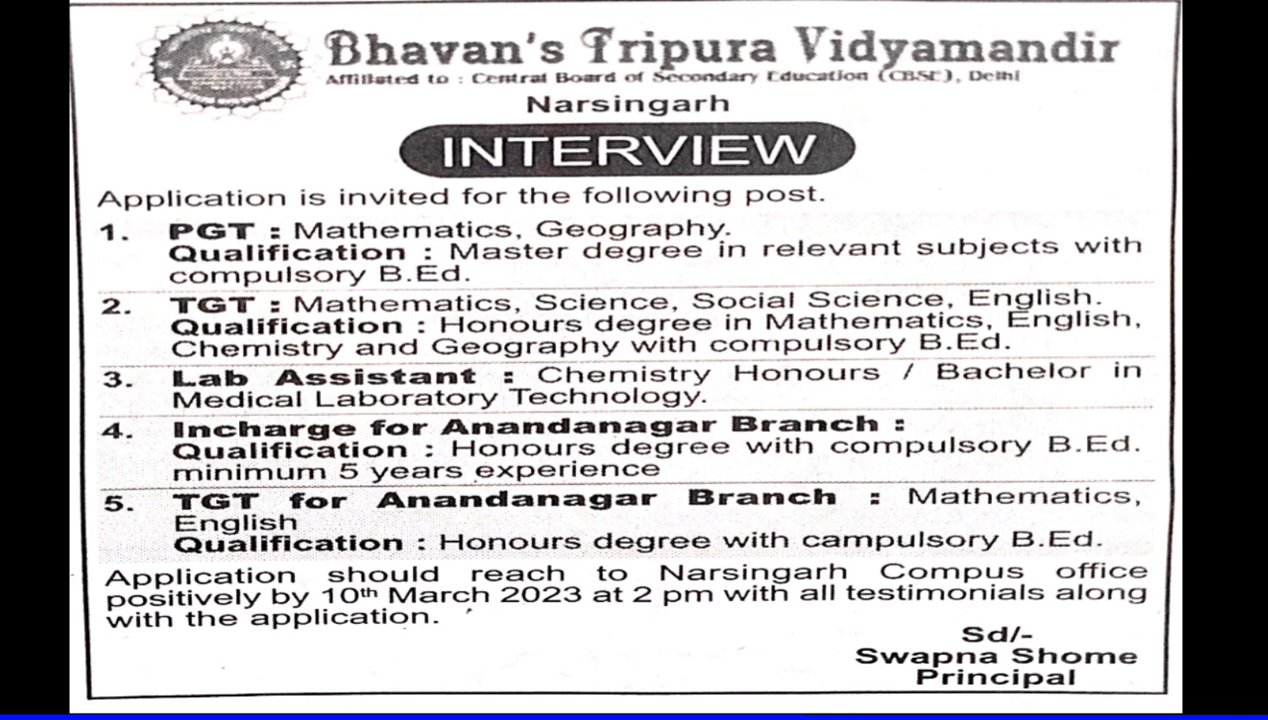 Bhavan's Tripura Vidyamandir
Affiliated to : Central Board of Secondary Education (CBSE), Delhi
Narsingarh
INTERVIEW
Application is invited for the following post.
1. PGT : Mathematics, Geography.
Qualification : Master degree in relevant subjects with
compulsory B.Ed.
2. TGT : Mathematics, Science, Social Science, English.
Qualification : Honours degree in Mathematics, English,
Chemistry and Geography with compulsory B.Ed.
3. Lab Assistant : Chemistry Honours / Bachelor in
Medical Laboratory Technology.
4. Incharge for Anandanagar Branch :
Qualification : Honours degree with compulsory B.Ed.
minimum 5 years experience
5. TGT for Anandanagar Branch : Mathematics,
English
Qualification : Honours degree with campulsory B.Ed.
Application should reach to Narsingarh Compus office
positively by 10th March 2023 at 2 pm with all testimonials along
with the application.
Sd/-
Swapna Shome
Principal